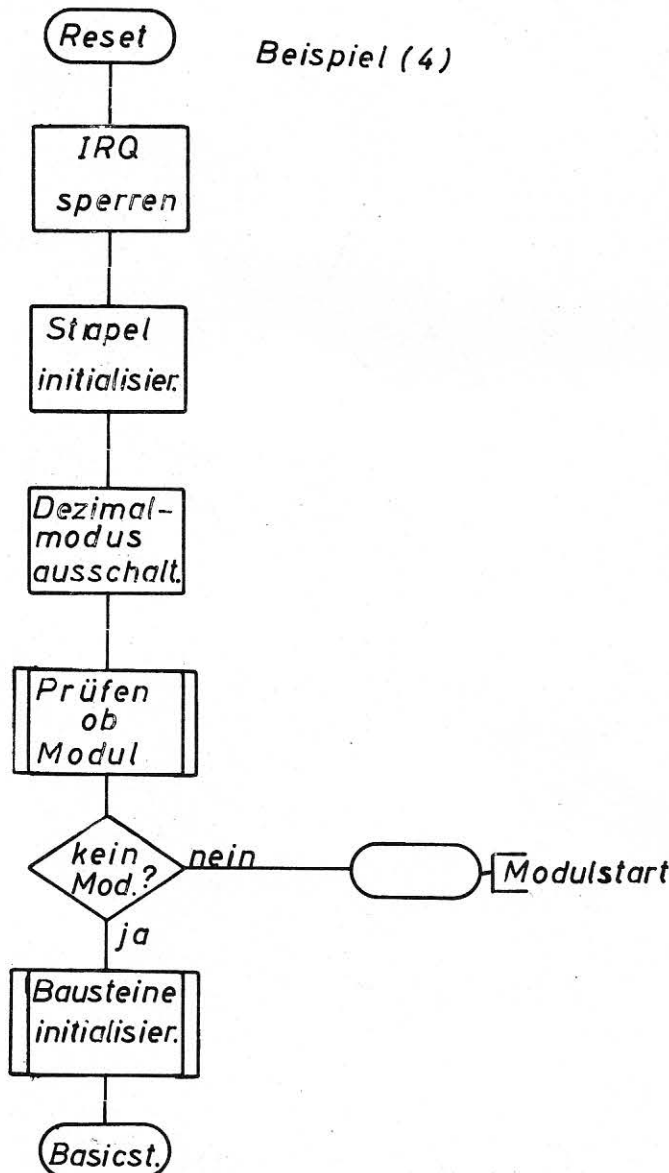 Reset
Beispiel (4)
IRQ
sperren
Stapel
initialisier.
Dezimal-
modus
ausschalt.
Prüfen
ob
Modul
kein
Mod.?
nein
Modulstart
ja
Bausteine
initialisier.
Basicst.